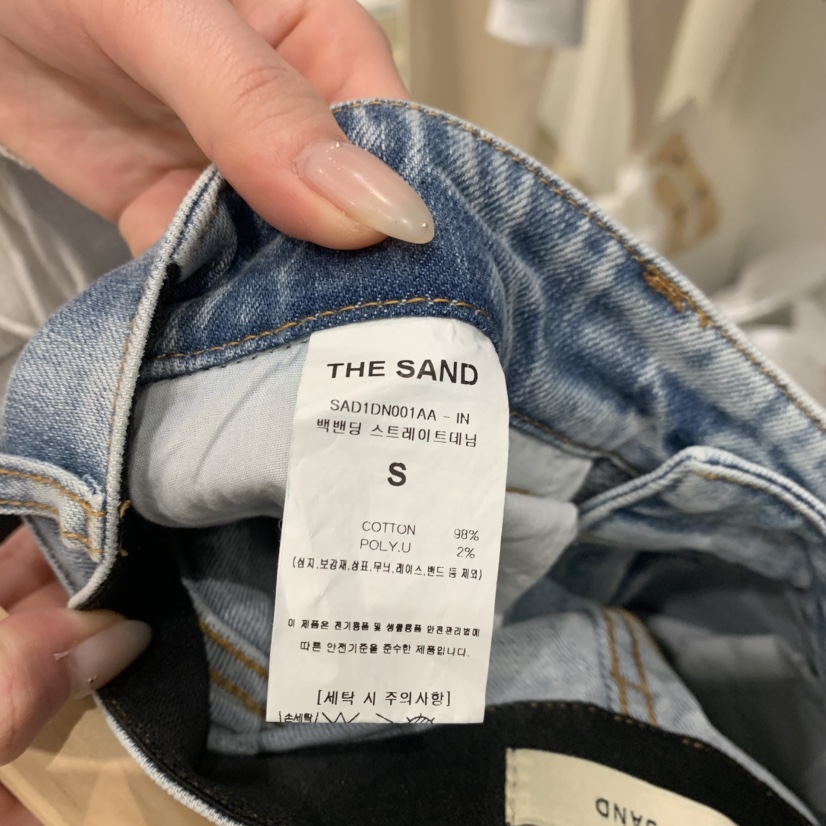 THE SAND
SAD1DN001AA - IN
백밴딩 스트레이트데님
S
COTTON 98%
POLY.U 2%
(심지,보강재,상표,무늬,레이스,밴드 등 제외)
이 제품은 전기용품 및 생활용품 안전관리법에
따른 안전기준을 준수한 제품입니다.
[세탁 시 주의사항]
손세탁
SAND